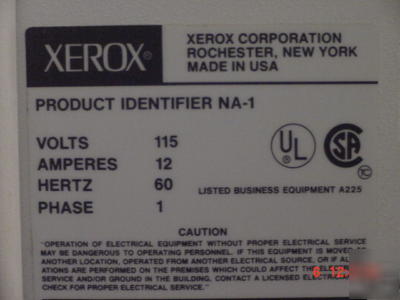 XEROX®
XEROX CORPORATION
ROCHESTER, NEW YORK
MADE IN USA
PRODUCT IDENTIFIER NA-1
VOLTS 115
AMPERES 12
HERTZ 60
PHASE 1
UL ®
SA ®
TC
LISTED BUSINESS EQUIPMENT A225
CAUTION
"OPERATION OF ELECTRICAL EQUIPMENT WITHOUT PROPER ELECTRICAL SERVICE
MAY BE DANGEROUS TO OPERATING PERSONNEL. IF THIS EQUIPMENT IS MOVED
ANOTHER LOCATION, OPERATED FROM ANOTHER ELECTRICAL SOURCE, OR IF
ATIONS ARE PERFORMED ON THE PREMISES WHICH COULD AFFECT THE
SERVICE AND/OR GROUND IN THE BUILDING, CONTACT A LICENSED
CHECK FOR PROPER ELECTRICAL SERVICE."